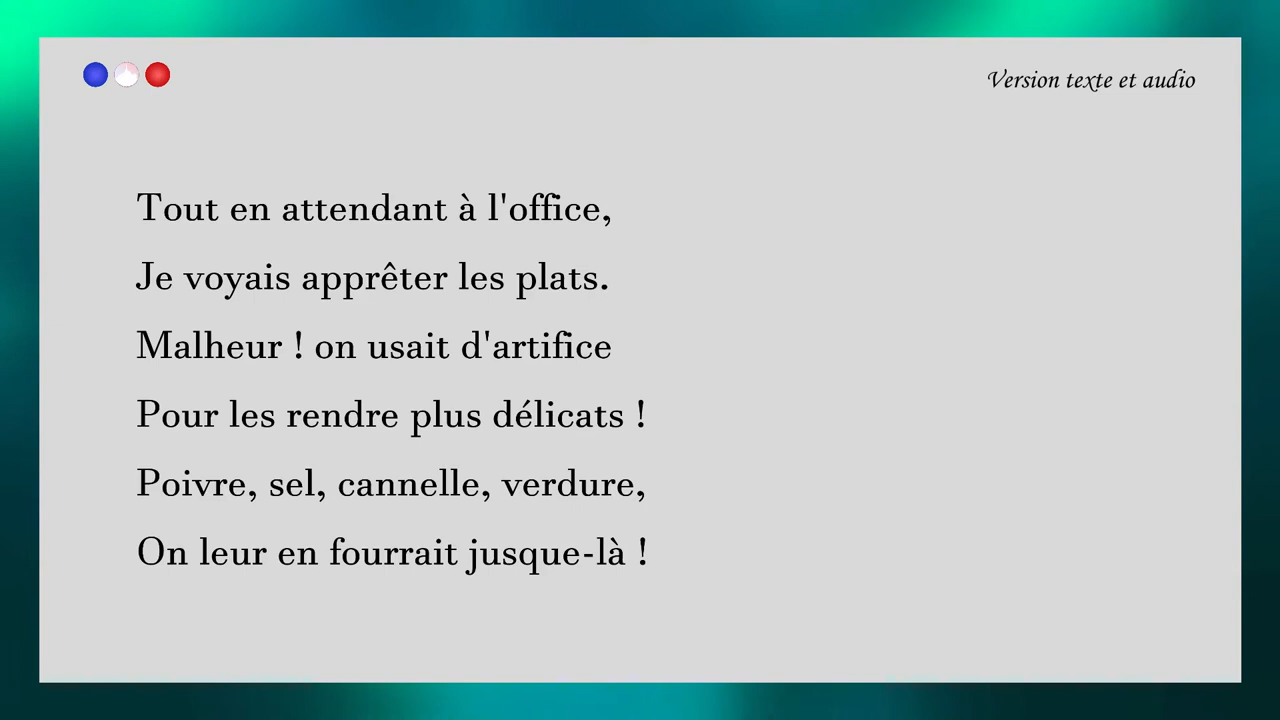 Version texte et audio
Tout en attendant à l'office,
Je voyais apprêter les plats.
Malheur ! on usait d'artifice
Pour les rendre plus délicats !
Poivre, sel, cannelle, verdure,
On leur en fourrait jusque-là !